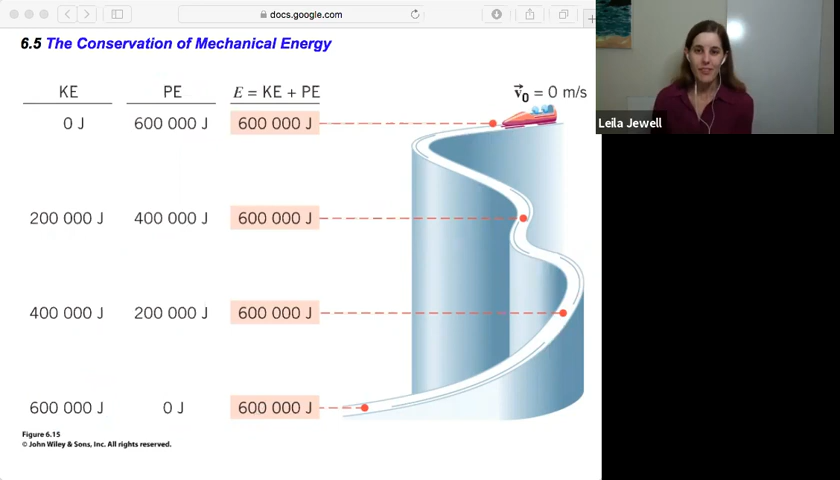 docs.google.com
6.5 The Conservation of Mechanical Energy
KE PE E = KE + PE v₀ = 0 m/s
0 J 600 000 J 600 000 J
Leila Jewell
200 000 J 400 000 J 600 000 J
400 000 J 200 000 J 600 000 J
600 000 J 0 J 600 000 J
Figure 6.15
© John Wiley & Sons, Inc. All rights reserved.